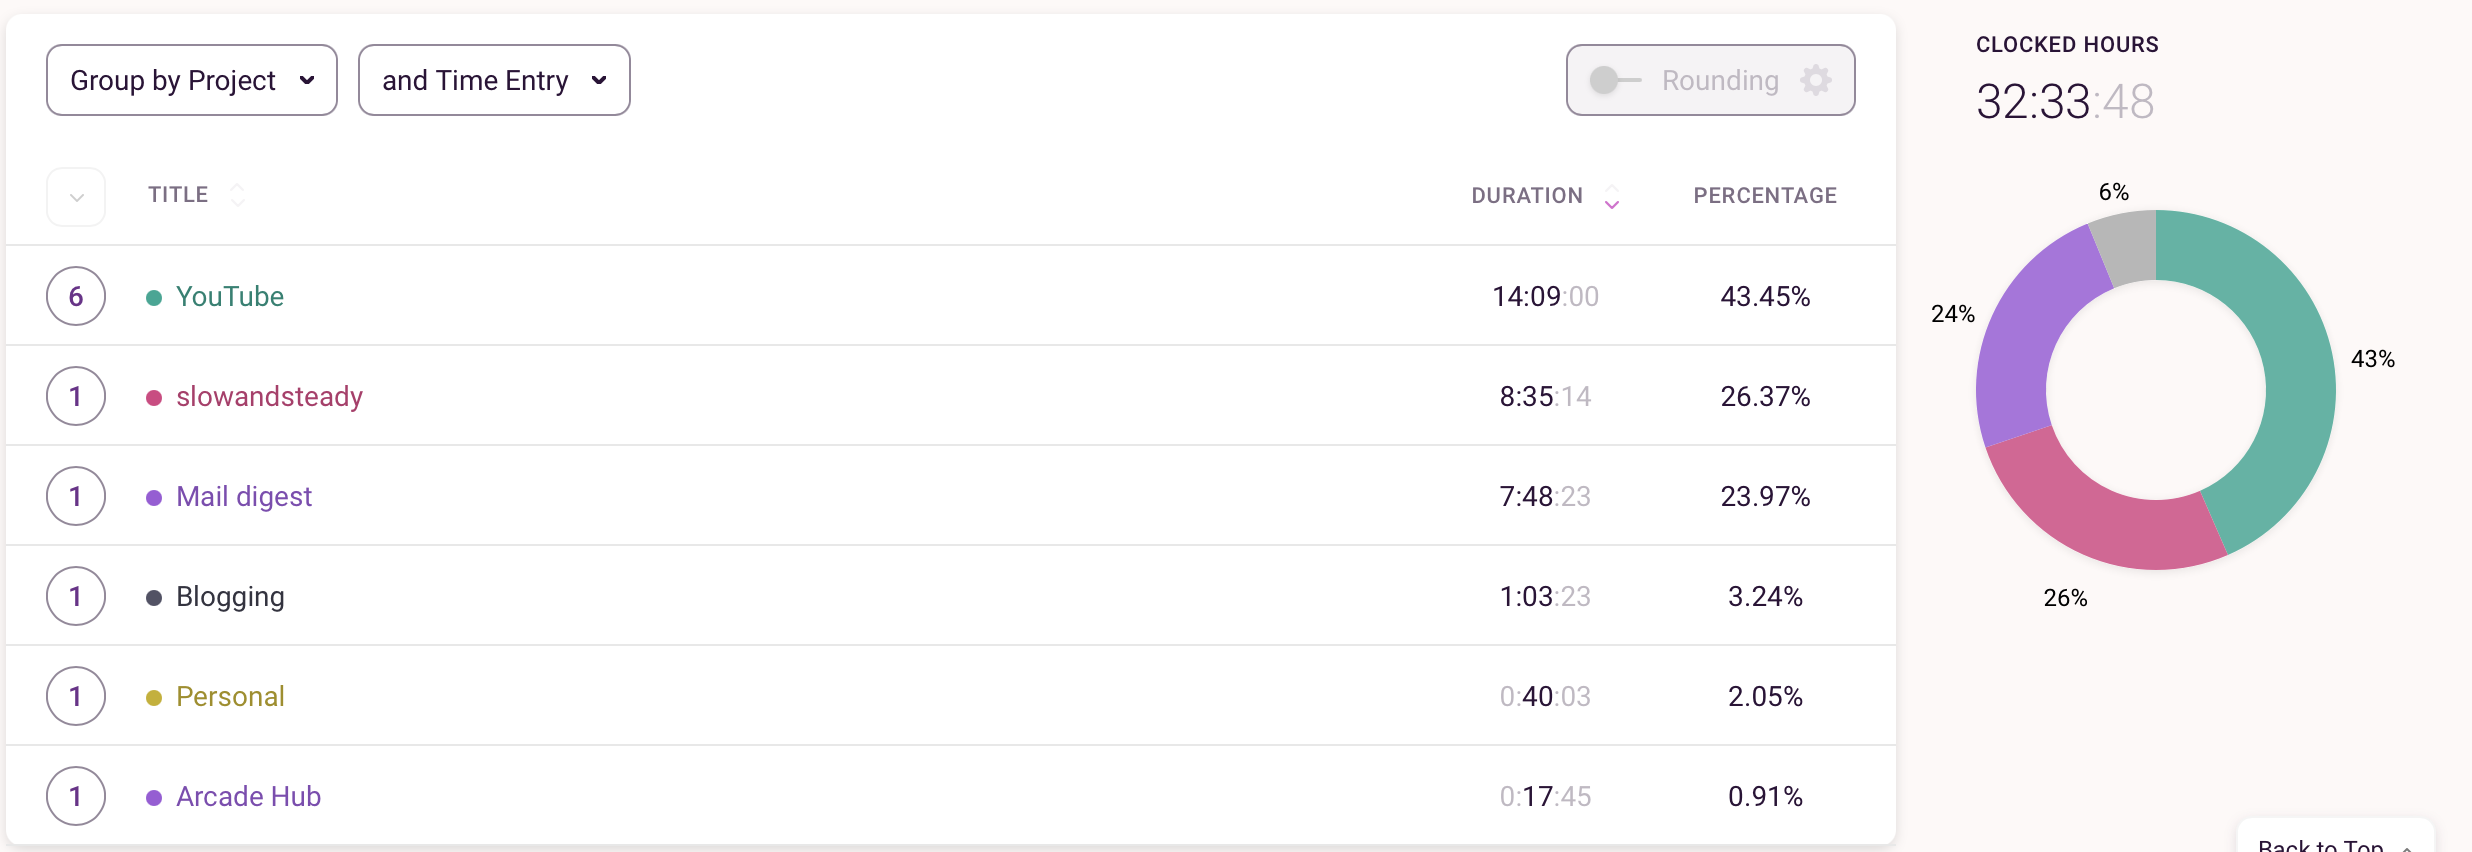 Group by Project
and Time Entry
Rounding
TITLE
DURATION
PERCENTAGE
6 YouTube 14:09:00 43.45%
1 slowandsteady 8:35:14 26.37%
1 Mail digest 7:48:23 23.97%
1 Blogging 1:03:23 3.24%
1 Personal 0:40:03 2.05%
1 Arcade Hub 0:17:45 0.91%
CLOCKED HOURS
32:33:48
6%
24%
43%
26%
Back to Top